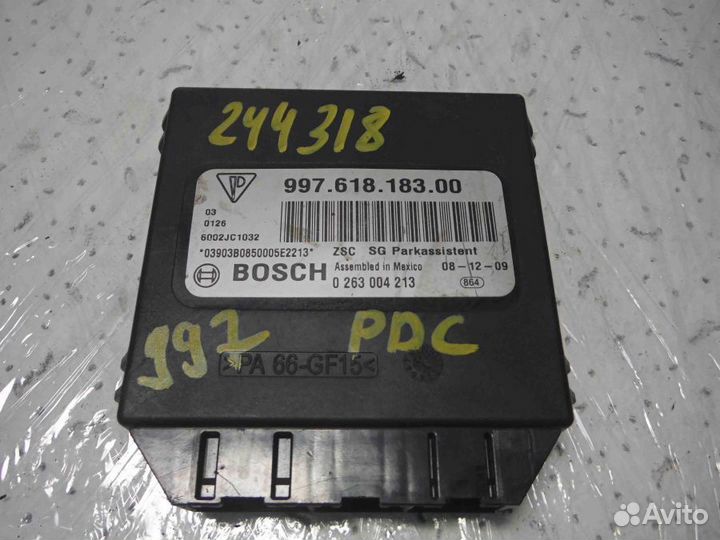 244318
997.618.183.00
03
0126
6002JC1032
*03903B0850005E2213* ZSC SG Parkassistent
BOSCH Assembled in Mexico 08-12-09
0 263 004 213 864
997 PDC
>PA 66-GF15<
Avito